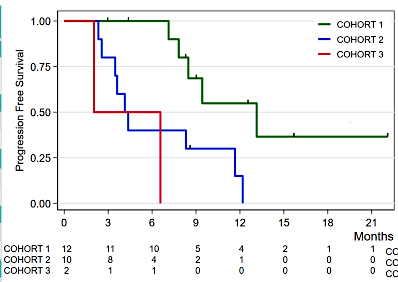 1.00
COHORT 1
COHORT 2
COHORT 3
0.75
0.50
0.25
0.00
Progression Free Survival
0 3 6 9 12 15 18 21
Months
COHORT 1 12 11 10 5 4 2 1 1 CO
COHORT 2 10 8 4 2 1 0 0 0 CO
COHORT 3 2 1 1 0 0 0 0 0 CO